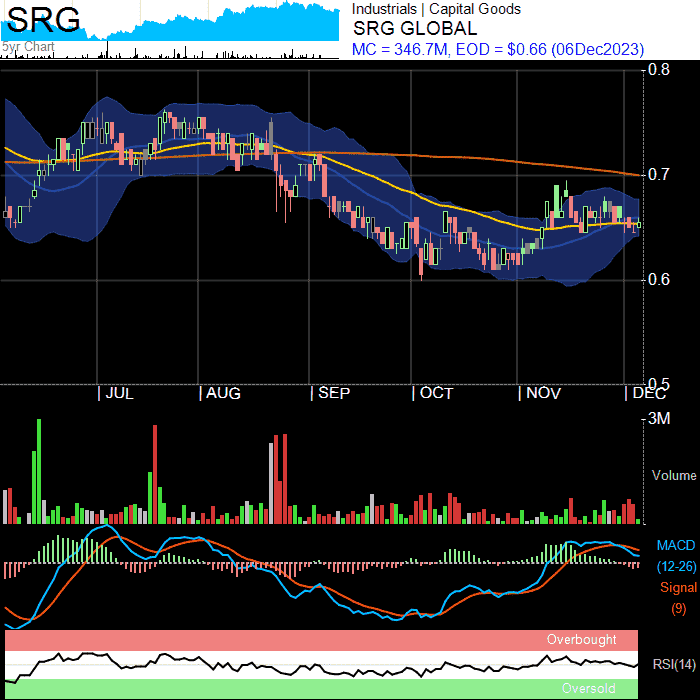 SRG
5yr Chart
Industrials | Capital Goods
SRG GLOBAL
MC = 346.7M, EOD = $0.66 (06Dec2023)
0.8
0.7
0.6
0.5
| JUL | AUG | SEP | OCT | NOV | DEC
3M
Volume
MACD
(12-26)
Signal
(9)
Overbought
RSI(14)
Oversold